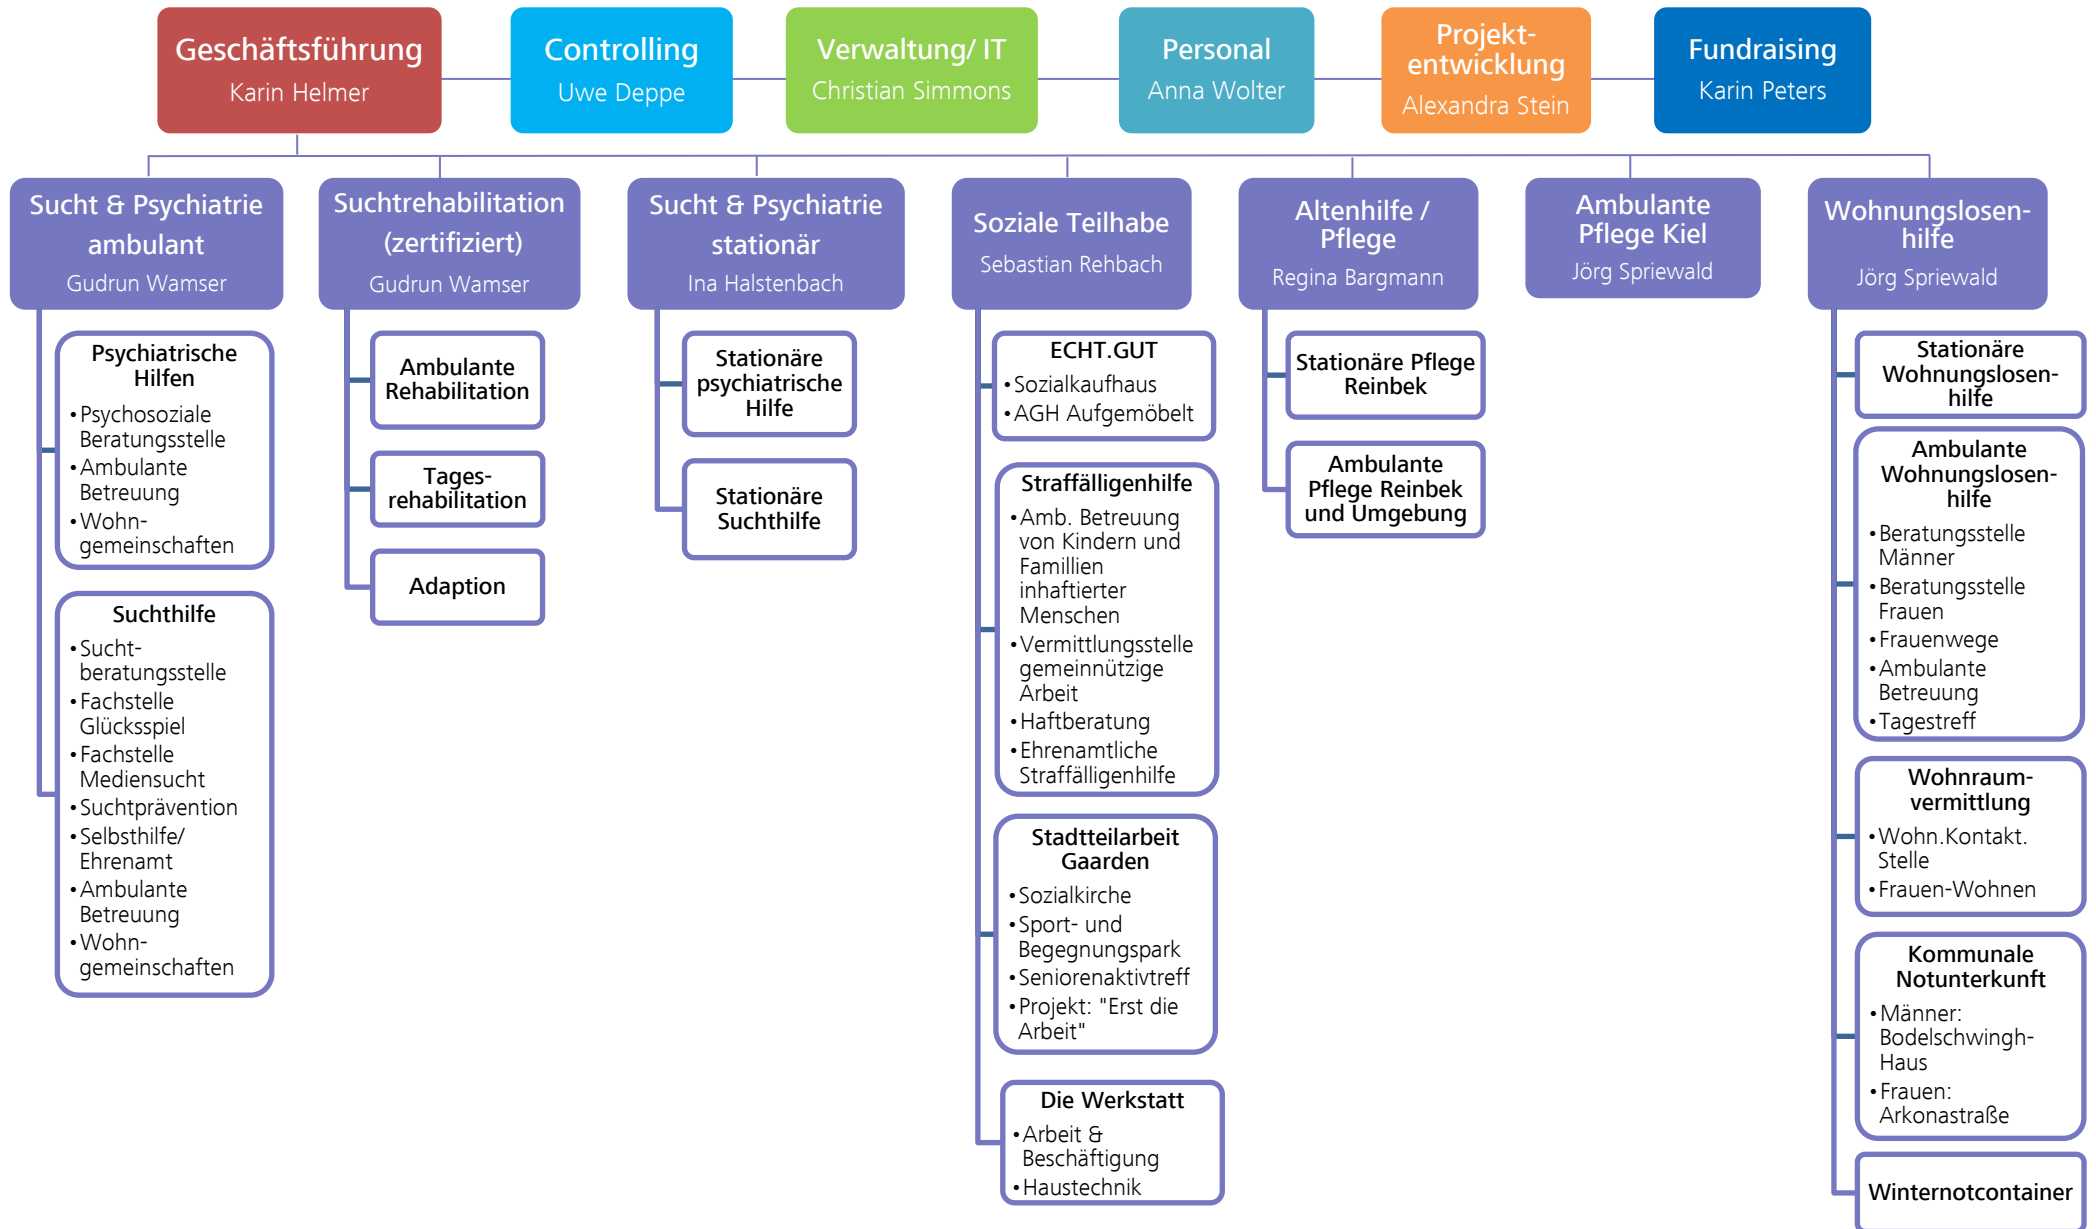 Geschäftsführung
Karin Helmer
Controlling
Uwe Deppe
Verwaltung/ IT
Christian Simmons
Personal
Anna Wolter
Projekt-
entwicklung
Alexandra Stein
Fundraising
Karin Peters
Sucht & Psychiatrie
ambulant
Gudrun Wamser
Psychiatrische
Hilfen
•Psychosoziale
Beratungsstelle
•Ambulante
Betreuung
•Wohn-
gemeinschaften
Suchthilfe
•Sucht-
beratungsstelle
•Fachstelle
Glücksspiel
•Fachstelle
Mediensucht
•Suchtprävention
•Selbsthilfe/
Ehrenamt
•Ambulante
Betreuung
•Wohn-
gemeinschaften
Suchtrehabilitation
(zertifiziert)
Gudrun Wamser
Ambulante
Rehabilitation
Tages-
rehabilitation
Adaption
Sucht & Psychiatrie
stationär
Ina Halstenbach
Stationäre
psychiatrische
Hilfe
Stationäre
Suchthilfe
Soziale Teilhabe
Sebastian Rehbach
ECHT.GUT
•Sozialkaufhaus
•AGH Aufgemöbelt
Straffälligenhilfe
•Amb. Betreuung
von Kindern und
Famillien
inhaftierter
Menschen
•Vermittlungsstelle
gemeinnützige
Arbeit
•Haftberatung
•Ehrenamtliche
Straffälligenhilfe
Stadtteilarbeit
Gaarden
•Sozialkirche
•Sport- und
Begegnungspark
•Seniorenaktivtreff
•Projekt: "Erst die
Arbeit"
Die Werkstatt
•Arbeit &
Beschäftigung
•Haustechnik
Altenhilfe /
Pflege
Regina Bargmann
Stationäre Pflege
Reinbek
Ambulante
Pflege Reinbek
und Umgebung
Ambulante
Pflege Kiel
Jörg Spriewald
Wohnungslosen-
hilfe
Jörg Spriewald
Stationäre
Wohnungslosen-
hilfe
Ambulante
Wohnungslosen-
hilfe
•Beratungsstelle
Männer
•Beratungsstelle
Frauen
•Frauenwege
•Ambulante
Betreuung
•Tagestreff
Wohnraum-
vermittlung
•Wohn.Kontakt.
Stelle
•Frauen-Wohnen
Kommunale
Notunterkunft
•Männer:
Bodelschwingh-
Haus
•Frauen:
Arkonastraße
Winternotcontainer